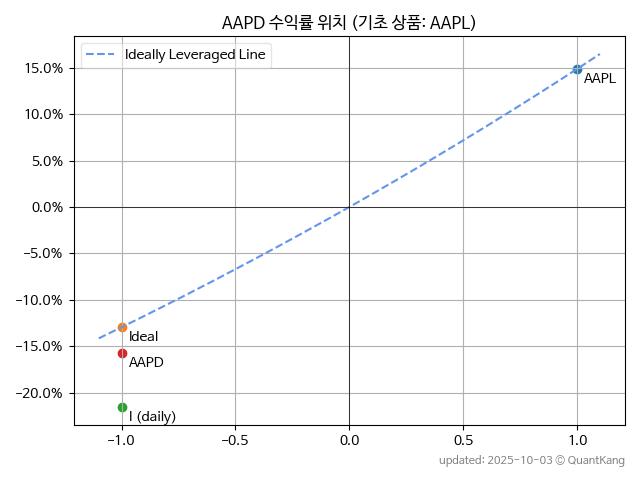 AAPD 수익률 위치 (기초 상품: AAPL)
Ideally Leveraged Line
15.0%
10.0%
5.0%
0.0%
−5.0%
−10.0%
−15.0%
−20.0%
AAPL
Ideal
AAPD
I (daily)
−1.0 −0.5 0.0 0.5 1.0
updated: 2025-10-03 © QuantKang